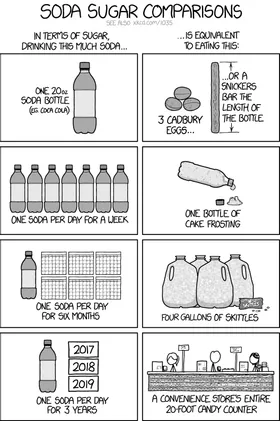 SODA SUGAR COMPARISONS
SEE ALSO: xkcd.com/1035
IN TERMS OF SUGAR,
DRINKING THIS MUCH SODA...
...IS EQUIVALENT
TO EATING THIS:
ONE 20oz
SODA BOTTLE
(EG. COCA COLA)
3 CADBURY
EGGS...
...OR A
SNICKERS
BAR THE
LENGTH OF
THE BOTTLE
ONE SODA PER DAY FOR A WEEK
ONE BOTTLE OF
CAKE FROSTING
ONE SODA PER DAY
FOR SIX MONTHS
FOUR GALLONS OF SKITTLES
2017
2018
2019
ONE SODA PER DAY
FOR 3 YEARS
A CONVENIENCE STORE'S ENTIRE
20-FOOT CANDY COUNTER